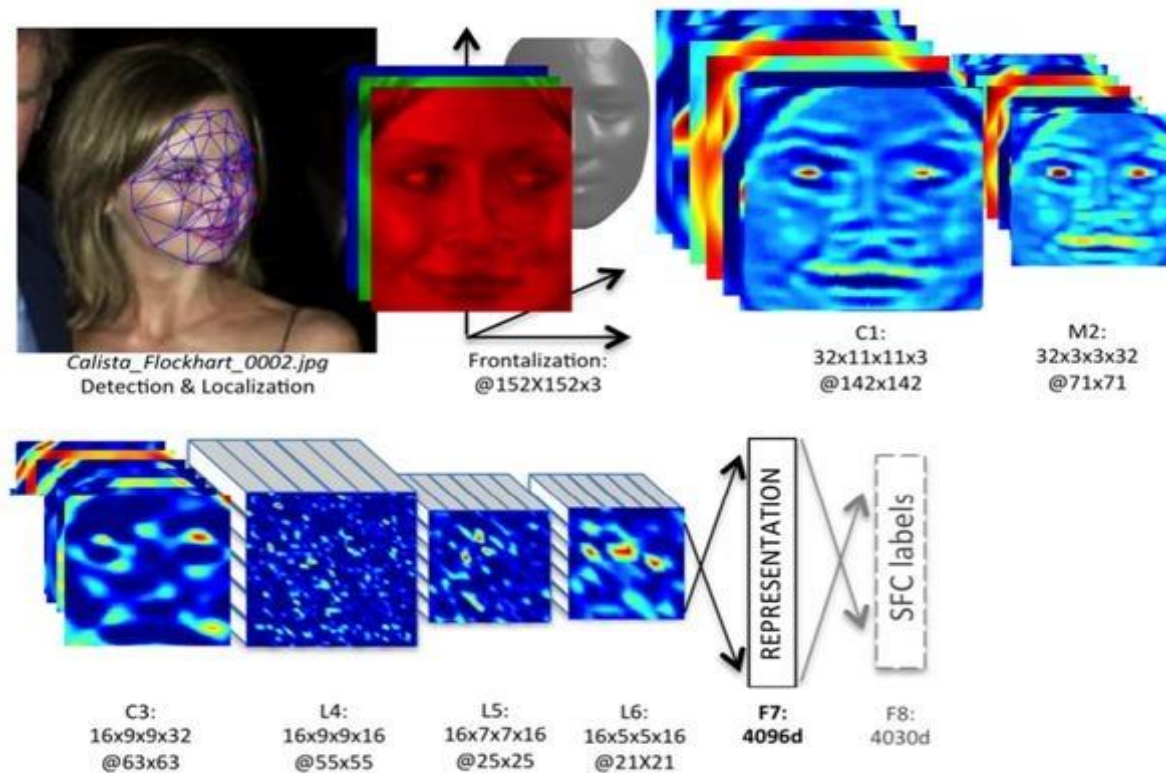 Calista_Flockhart_0002.jpg
Detection & Localization
Frontalization:
@152X152x3
C1:
32x11x11x3
@142x142
M2:
32x3x3x32
@71x71
REPRESENTATION
SFC labels
C3:
16x9x9x32
@63x63
L4:
16x9x9x16
@55x55
L5:
16x7x7x16
@25x25
L6:
16x5x5x16
@21X21
F7:
4096d
F8:
4030d